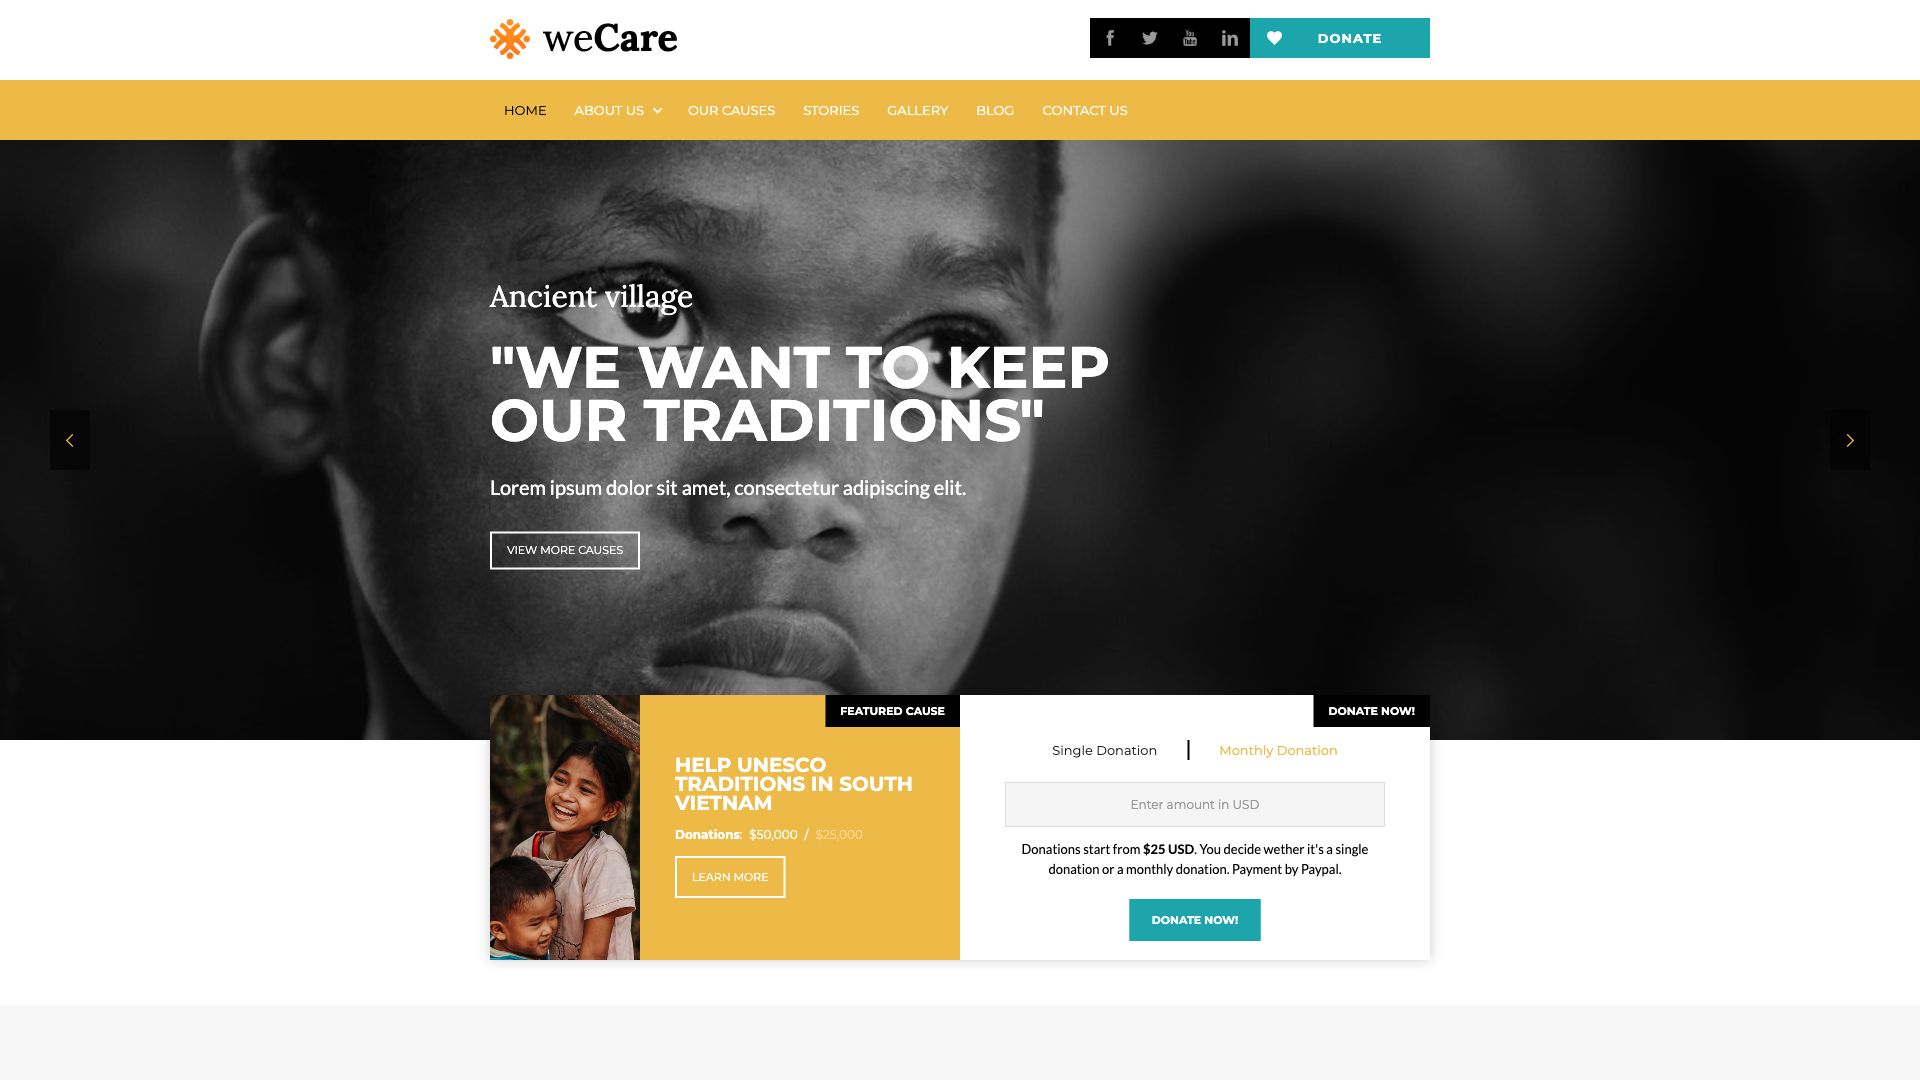 weCare
DONATE
HOME
ABOUT US
OUR CAUSES
STORIES
GALLERY
BLOG
CONTACT US
Ancient village
"WE WANT TO KEEP
OUR TRADITIONS"
Lorem ipsum dolor sit amet, consectetur adipiscing elit.
VIEW MORE CAUSES
FEATURED CAUSE
HELP UNESCO
TRADITIONS IN SOUTH
VIETNAM
Donations: $50,000 / $25,000
LEARN MORE
DONATE NOW!
Single Donation
Monthly Donation
Enter amount in USD
Donations start from $25 USD. You decide wether it's a single
donation or a monthly donation. Payment by Paypal.
DONATE NOW!